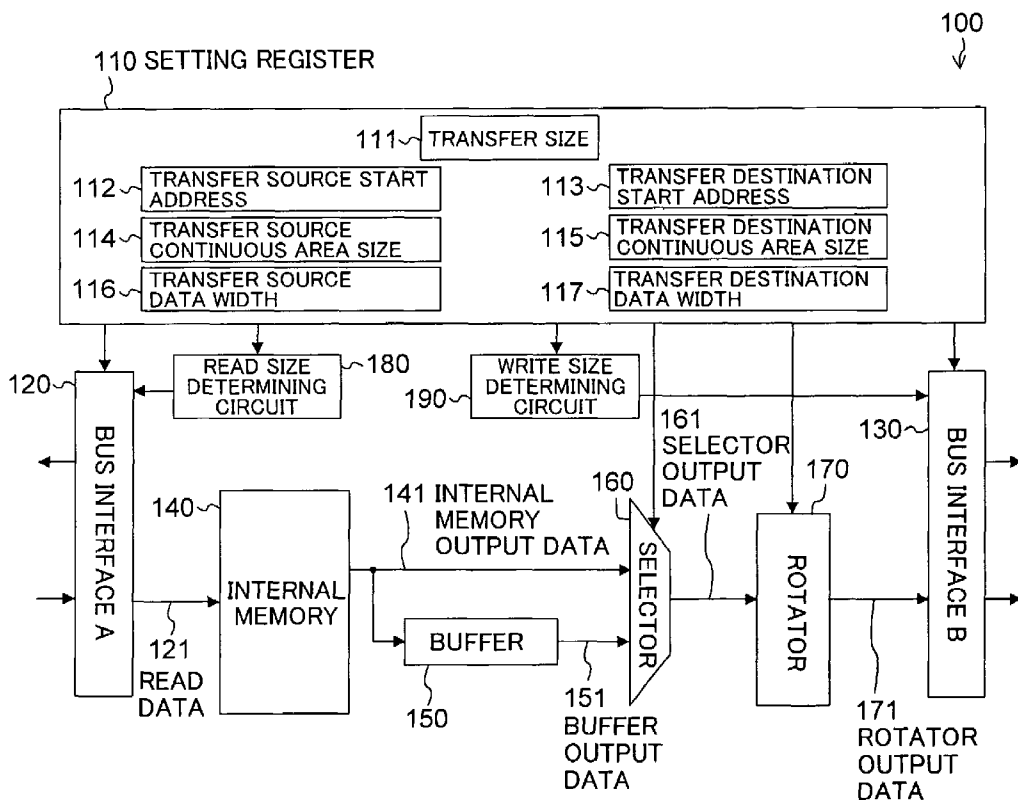 100
110 SETTING REGISTER
111 TRANSFER SIZE
112 TRANSFER SOURCE START
ADDRESS
113 TRANSFER DESTINATION
START ADDRESS
114 TRANSFER SOURCE
CONTINUOUS AREA SIZE
115 TRANSFER DESTINATION
CONTINUOUS AREA SIZE
116 TRANSFER SOURCE
DATA WIDTH
117 TRANSFER DESTINATION
DATA WIDTH
120
BUS INTERFACE A
READ SIZE
DETERMINING
CIRCUIT
180
WRITE SIZE
DETERMINING
CIRCUIT
190
161
SELECTOR
OUTPUT
DATA
130
BUS INTERFACE B
140
INTERNAL
MEMORY
141 INTERNAL
MEMORY
OUTPUT DATA
160
SELECTOR
170
ROTATOR
121
READ
DATA
BUFFER
150
151
BUFFER
OUTPUT
DATA
171
ROTATOR
OUTPUT
DATA